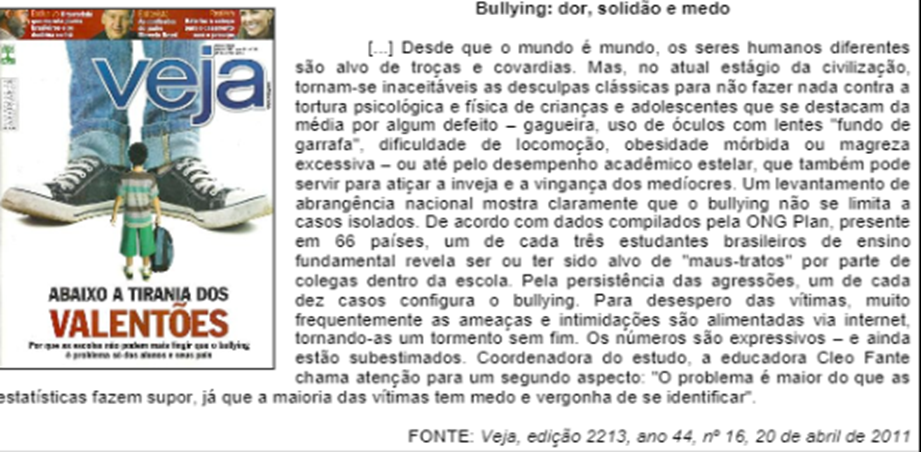 Bullying: dor, solidão e medo
[...] Desde que o mundo é mundo, os seres humanos diferentes
são alvo de troças e covardias. Mas, no atual estágio da civilização,
tornam-se inaceitáveis as desculpas clássicas para não fazer nada contra a
tortura psicológica e física de crianças e adolescentes que se destacam da
média por algum defeito – gagueira, uso de óculos com lentes "fundo de
garrafa", dificuldade de locomoção, obesidade mórbida ou magreza
excessiva – ou até pelo desempenho acadêmico estelar, que também pode
servir para atiçar a inveja e a vingança dos medíocres. Um levantamento de
abrangência nacional mostra claramente que o bullying não se limita a
casos isolados. De acordo com dados compilados pela ONG Plan, presente
em 66 países, um de cada três estudantes brasileiros de ensino
fundamental revela ser ou ter sido alvo de "maus-tratos" por parte de
colegas dentro da escola. Pela persistência das agressões, um de cada
dez casos configura o bullying. Para desespero das vítimas, muito
frequentemente as ameaças e intimidações são alimentadas via internet,
tornando-as um tormento sem fim. Os números são expressivos – e ainda
estão subestimados. Coordenadora do estudo, a educadora Cleo Fante
chama atenção para um segundo aspecto: "O problema é maior do que as
estatísticas fazem supor, já que a maioria das vítimas tem medo e vergonha de se identificar".
FONTE: Veja, edição 2213, ano 44, nº 16, 20 de abril de 2011
veja
ABAIXO A TIRANIA DOS
VALENTÕES
Por que as escolas não podem mais fingir que o bullying
é problema só dos alunos e seus pais